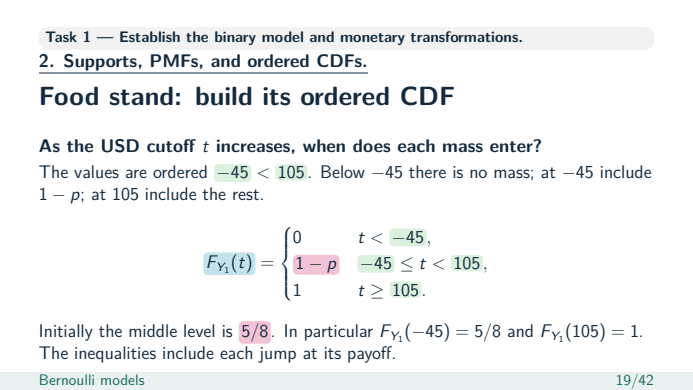 Task 1 — Establish the binary model and monetary transformations.
2. Supports, PMFs, and ordered CDFs.
Food stand: build its ordered CDF
As the USD cutoff t increases, when does each mass enter?
The values are ordered −45 < 105. Below −45 there is no mass; at −45 include
1 − p; at 105 include the rest.
0 t < −45,
F_{Y_1}(t) = { 1 − p −45 ≤ t < 105,
1 t ≥ 105.
Initially the middle level is 5/8. In particular F_{Y_1}(−45) = 5/8 and F_{Y_1}(105) = 1.
The inequalities include each jump at its payoff.
Bernoulli models 19/42